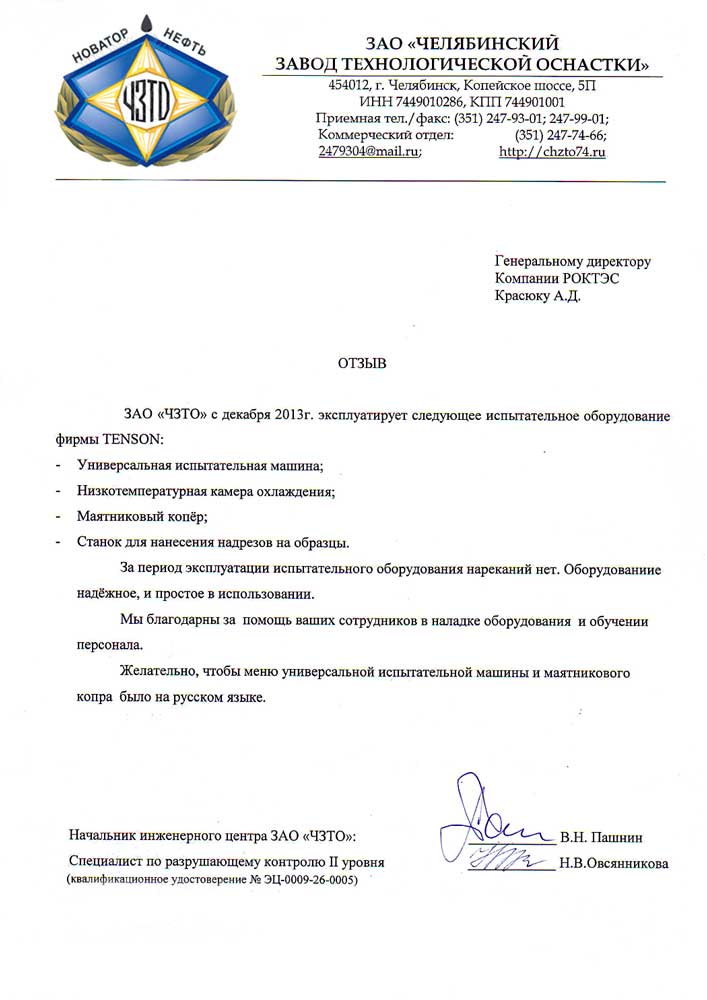 НОВАТОР НЕФТЬ
ЧЗТО
ЗАО «ЧЕЛЯБИНСКИЙ
ЗАВОД ТЕХНОЛОГИЧЕСКОЙ ОСНАСТКИ»
454012, г. Челябинск, Копейское шоссе, 5П
ИНН 7449010286, КПП 744901001
Приемная тел./факс: (351) 247-93-01; 247-99-01;
Коммерческий отдел: (351) 247-74-66;
2479304@mail.ru; http://chzto74.ru
Генеральному директору
Компании РОКТЭС
Красюку А.Д.
ОТЗЫВ
ЗАО «ЧЗТО» с декабря 2013г. эксплуатирует следующее испытательное оборудование
фирмы TENSON:
- Универсальная испытательная машина;
- Низкотемпературная камера охлаждения;
- Маятниковый копёр;
- Станок для нанесения надрезов на образцы.
За период эксплуатации испытательного оборудования нареканий нет. Оборудованиие
надёжное, и простое в использовании.
Мы благодарны за помощь ваших сотрудников в наладке оборудования и обучении
персонала.
Желательно, чтобы меню универсальной испытательной машины и маятникового
копра было на русском языке.
Начальник инженерного центра ЗАО «ЧЗТО»: В.Н. Пашнин
Специалист по разрушающему контролю II уровня Н.В.Овсянникова
(квалификационное удостоверение № ЭЦ-0009-26-0005)